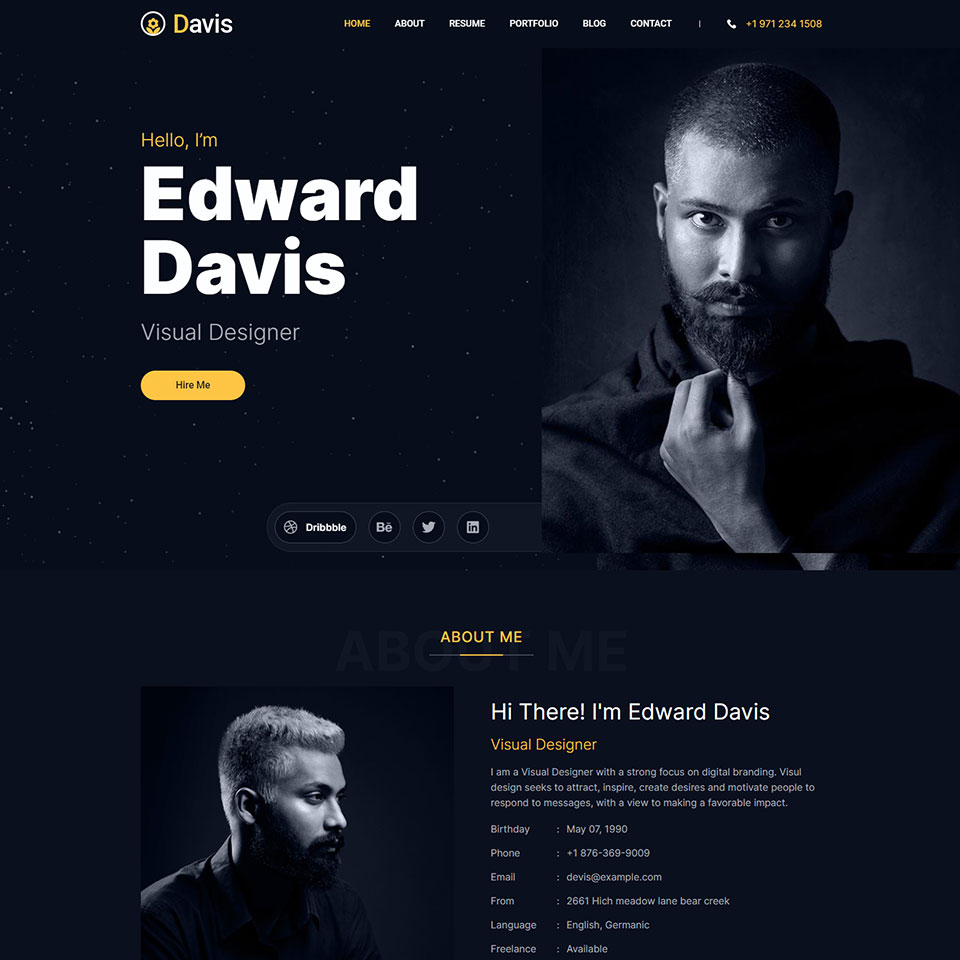 Davis
HOME ABOUT RESUME PORTFOLIO BLOG CONTACT | +1 971 234 1508
Hello, I'm
Edward
Davis
Visual Designer
Hire Me
Dribbble Bē
ABOUT ME
ABOUT ME
Hi There! I'm Edward Davis
Visual Designer
I am a Visual Designer with a strong focus on digital branding. Visul
design seeks to attract, inspire, create desires and motivate people to
respond to messages, with a view to making a favorable impact.
Birthday : May 07, 1990
Phone : +1 876-369-9009
Email : devis@example.com
From : 2661 Hich meadow lane bear creek
Language : English, Germanic
Freelance : Available